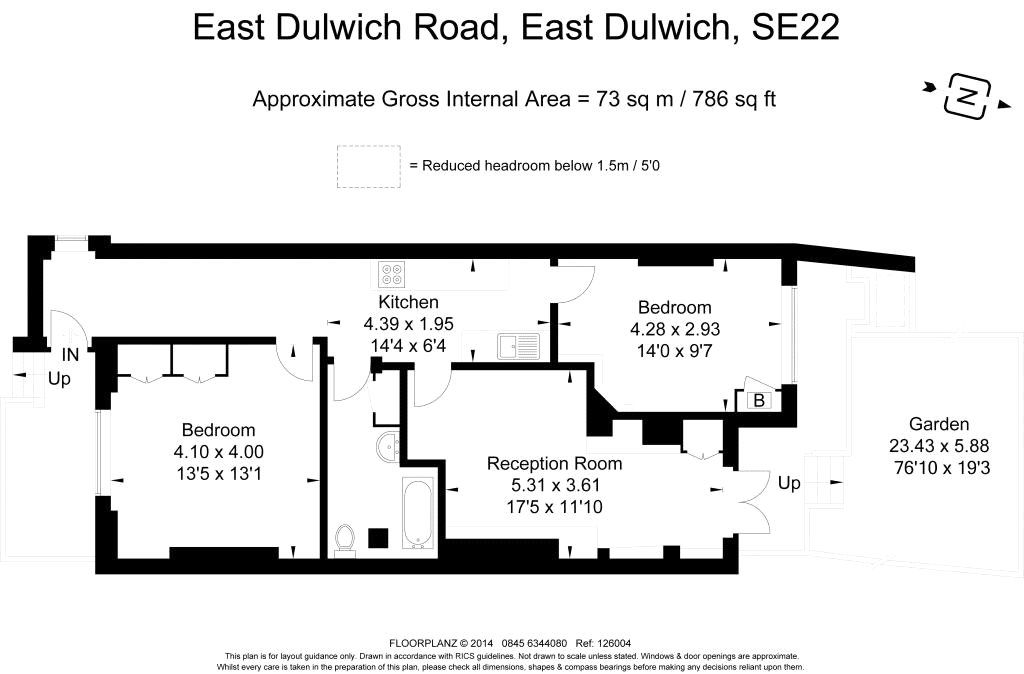 East Dulwich Road, East Dulwich, SE22
Approximate Gross Internal Area = 73 sq m / 786 sq ft
N
= Reduced headroom below 1.5m / 5'0
Kitchen
4.39 x 1.95
14'4 x 6'4
Bedroom
4.28 x 2.93
14'0 x 9'7
IN
Up
B
Bedroom
4.10 x 4.00
13'5 x 13'1
Reception Room
5.31 x 3.61
17'5 x 11'10
Up
Garden
23.43 x 5.88
76'10 x 19'3
FLOORPLANZ © 2014 0845 6344080 Ref: 126004
This plan is for layout guidance only. Drawn in accordance with RICS guidelines. Not drawn to scale unless stated. Windows & door openings are approximate.
Whilst every care is taken in the preparation of this plan, please check all dimensions, shapes & compass bearings before making any decisions reliant upon them.